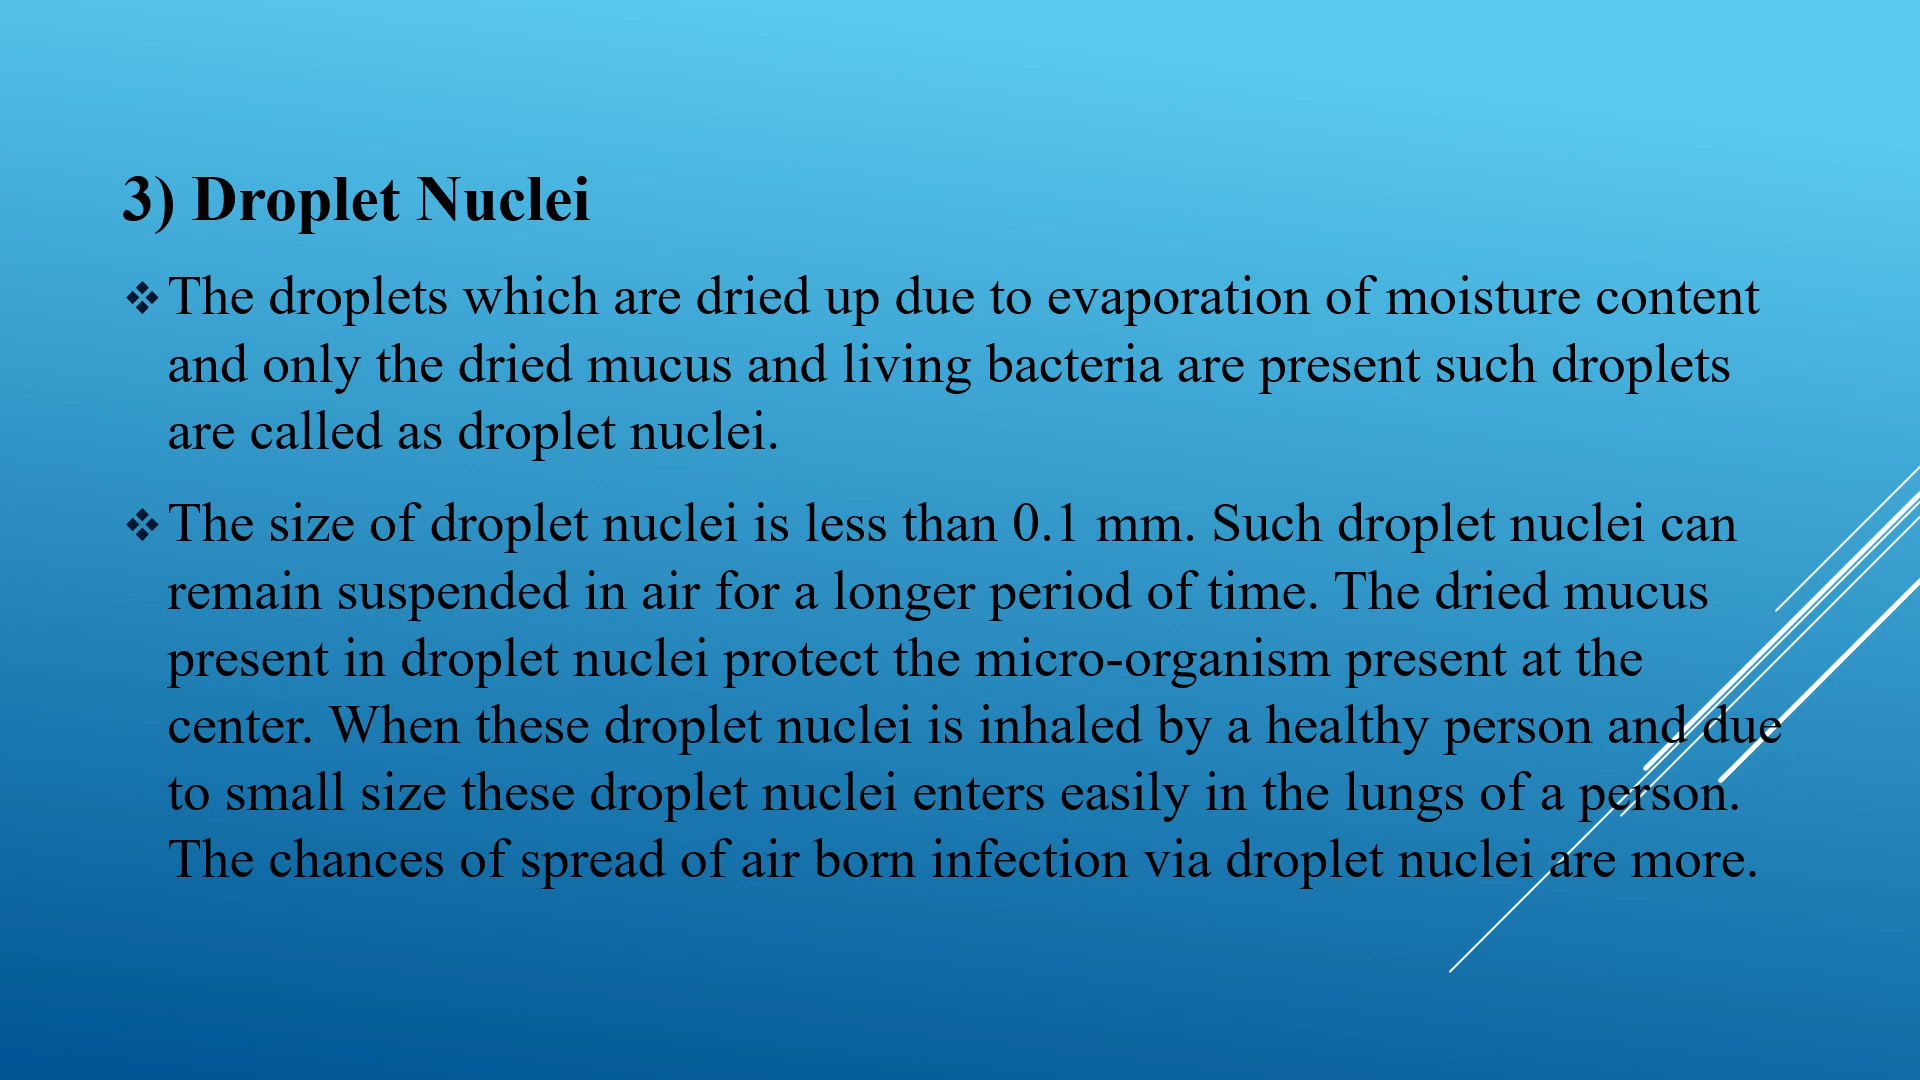 3) Droplet Nuclei
❖The droplets which are dried up due to evaporation of moisture content
and only the dried mucus and living bacteria are present such droplets
are called as droplet nuclei.
❖The size of droplet nuclei is less than 0.1 mm. Such droplet nuclei can
remain suspended in air for a longer period of time. The dried mucus
present in droplet nuclei protect the micro-organism present at the
center. When these droplet nuclei is inhaled by a healthy person and due
to small size these droplet nuclei enters easily in the lungs of a person.
The chances of spread of air born infection via droplet nuclei are more.